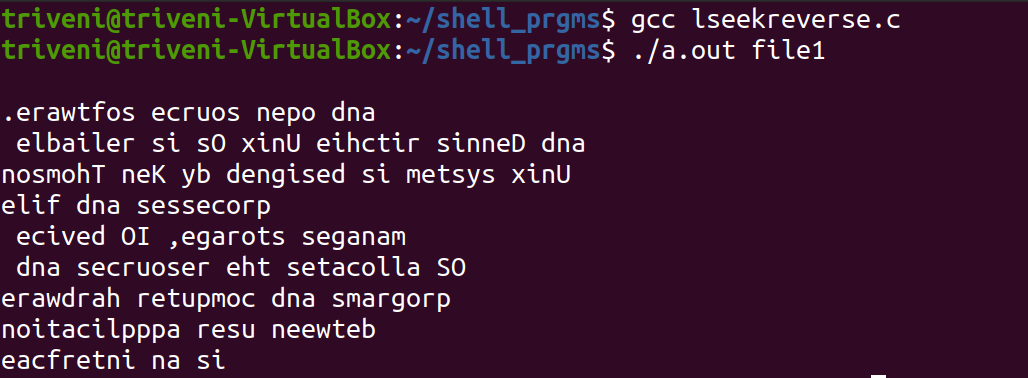 triveni@triveni-VirtualBox:~/shell_prgms$ gcc lseekreverse.c
triveni@triveni-VirtualBox:~/shell_prgms$ ./a.out file1
.erawtfos ecruos nepo dna
 elbailer si sO xinU eihctir sinneD dna
nosmohT neK yb dengised si metsys xinU
elif dna sessecorp
 ecived OI ,egarots seganam
 dna secruoser eht setacolla SO
erawdrah retupmoc dna smargorp
noitacilpppa resu neewteb
eacfretni na si